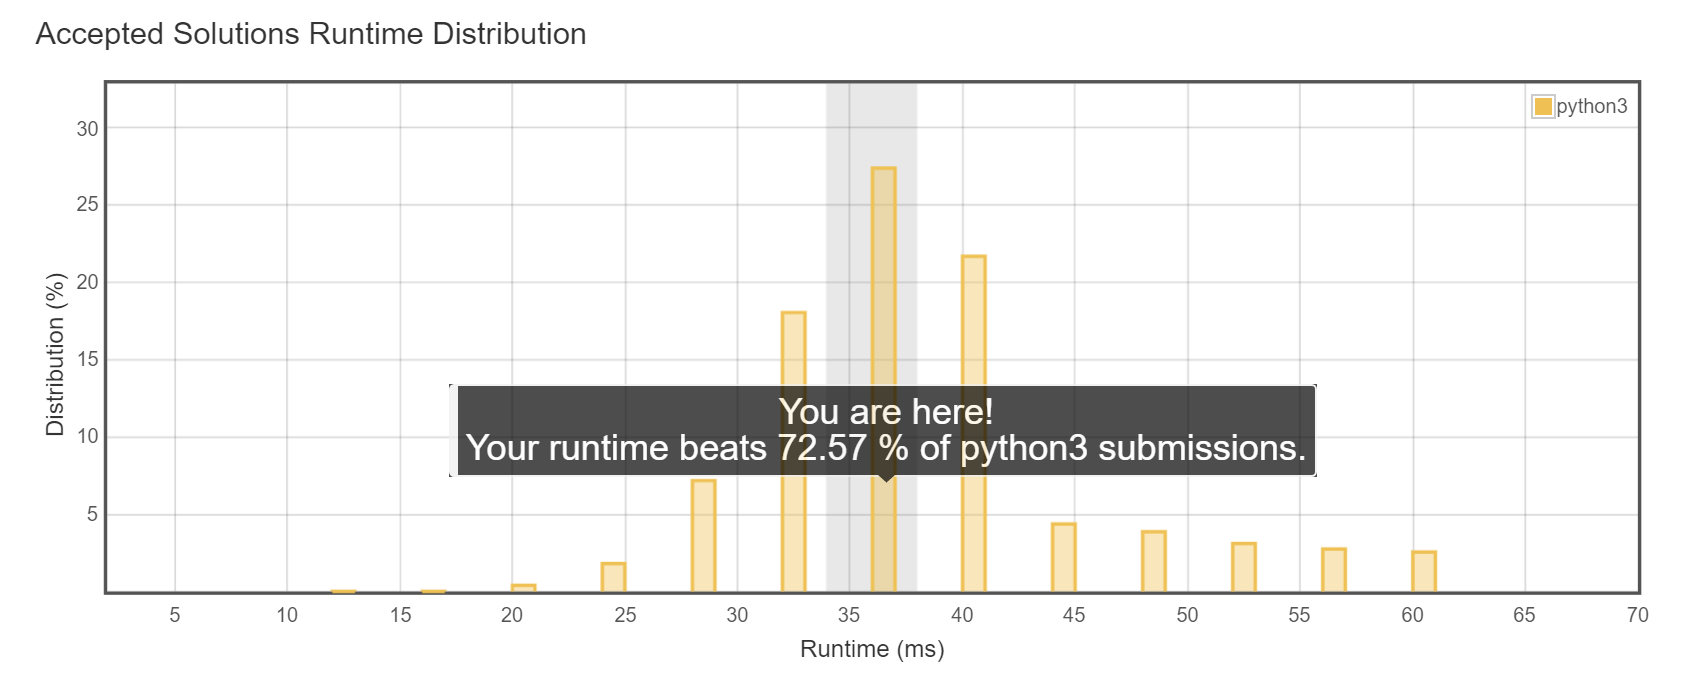 Accepted Solutions Runtime Distribution
python3
30
25
20
15
10
5
Distribution (%)
You are here!
Your runtime beats 72.57 % of python3 submissions.
5 10 15 20 25 30 35 40 45 50 55 60 65 70
Runtime (ms)